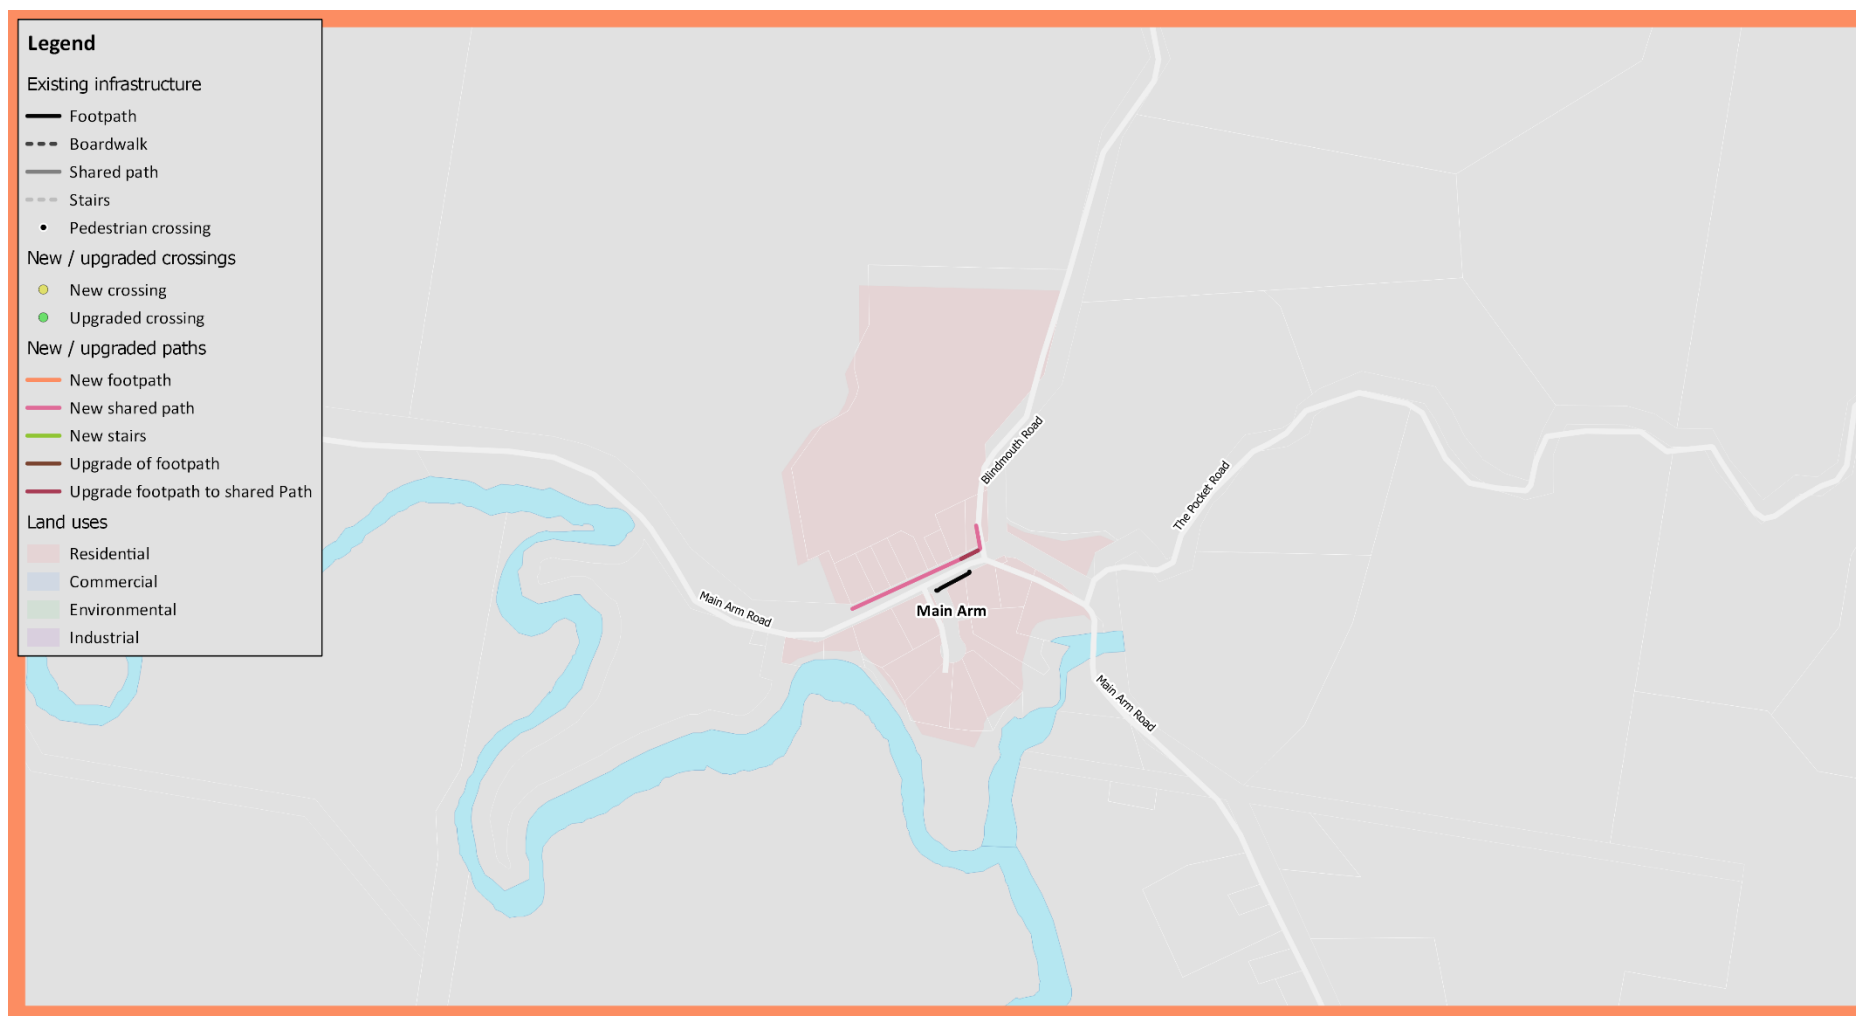 Legend
Existing infrastructure
Footpath
Boardwalk
Shared path
Stairs
Pedestrian crossing
New / upgraded crossings
New crossing
Upgraded crossing
New / upgraded paths
New footpath
New shared path
New stairs
Upgrade of footpath
Upgrade footpath to shared Path
Land uses
Residential
Commercial
Environmental
Industrial
Blindmouth Road
The Pocket Road
Main Arm Road
Main Arm
Main Arm Road